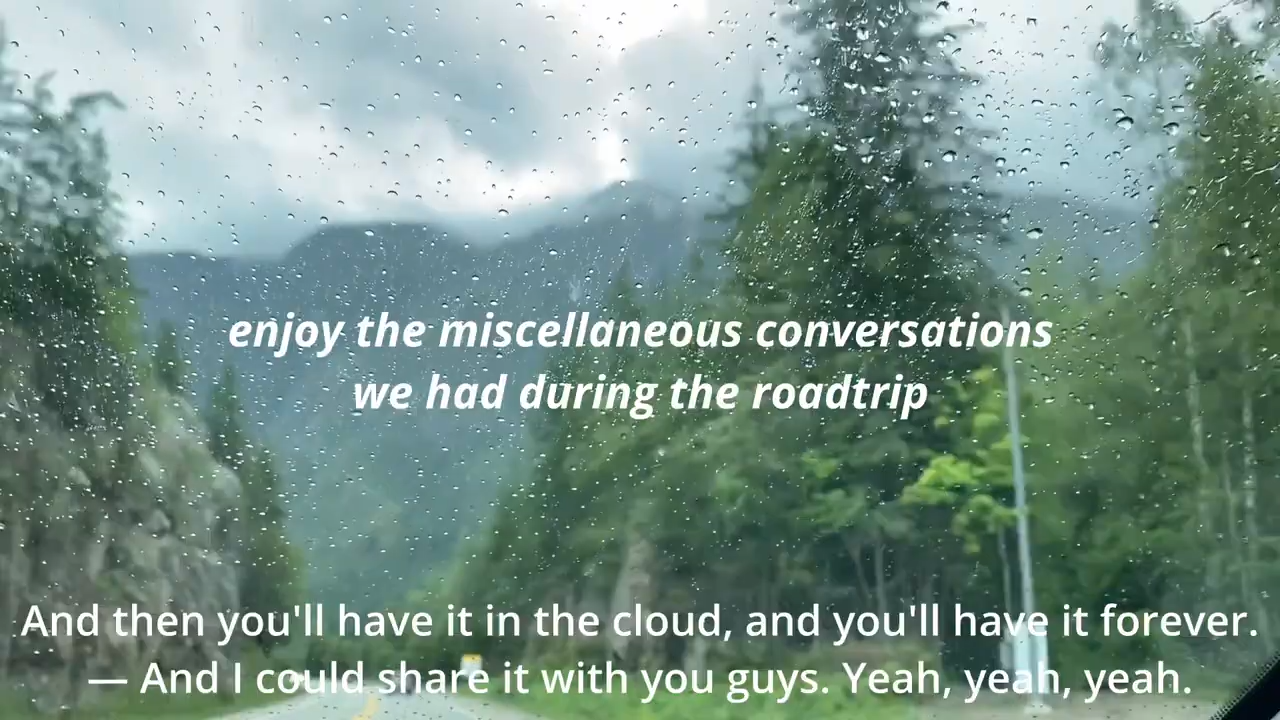 enjoy the miscellaneous conversations
we had during the roadtrip
And then you'll have it in the cloud, and you'll have it forever.
— And I could share it with you guys. Yeah, yeah, yeah.